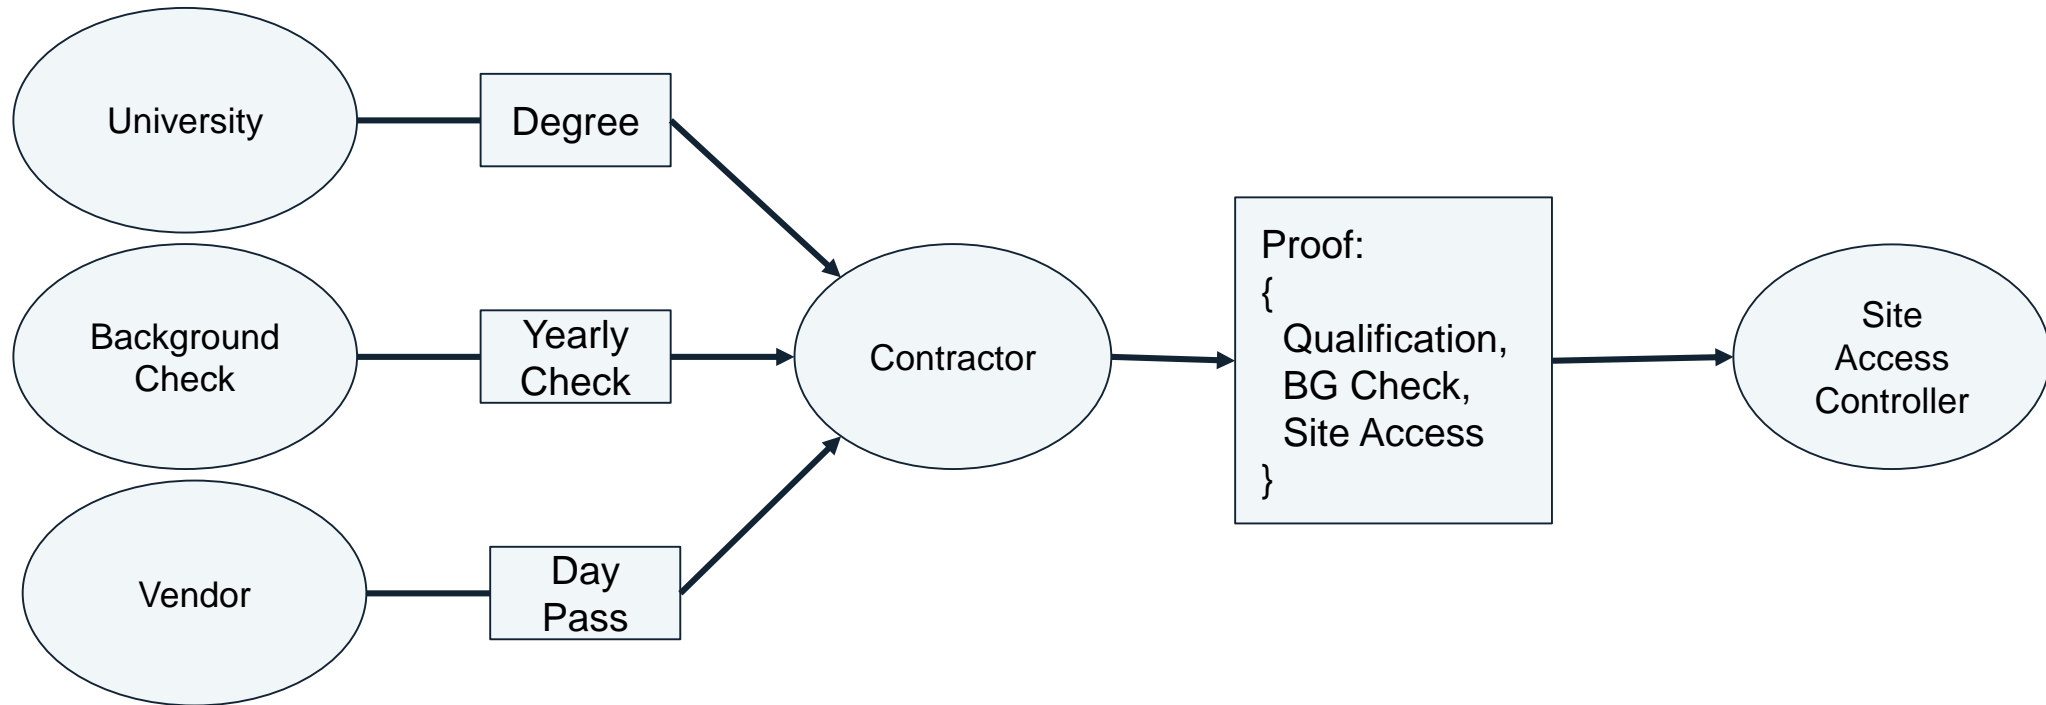 University
Degree
Background
Check
Yearly
Check
Vendor
Day
Pass
Contractor
Proof:
{
Qualification,
BG Check,
Site Access
}
Site
Access
Controller